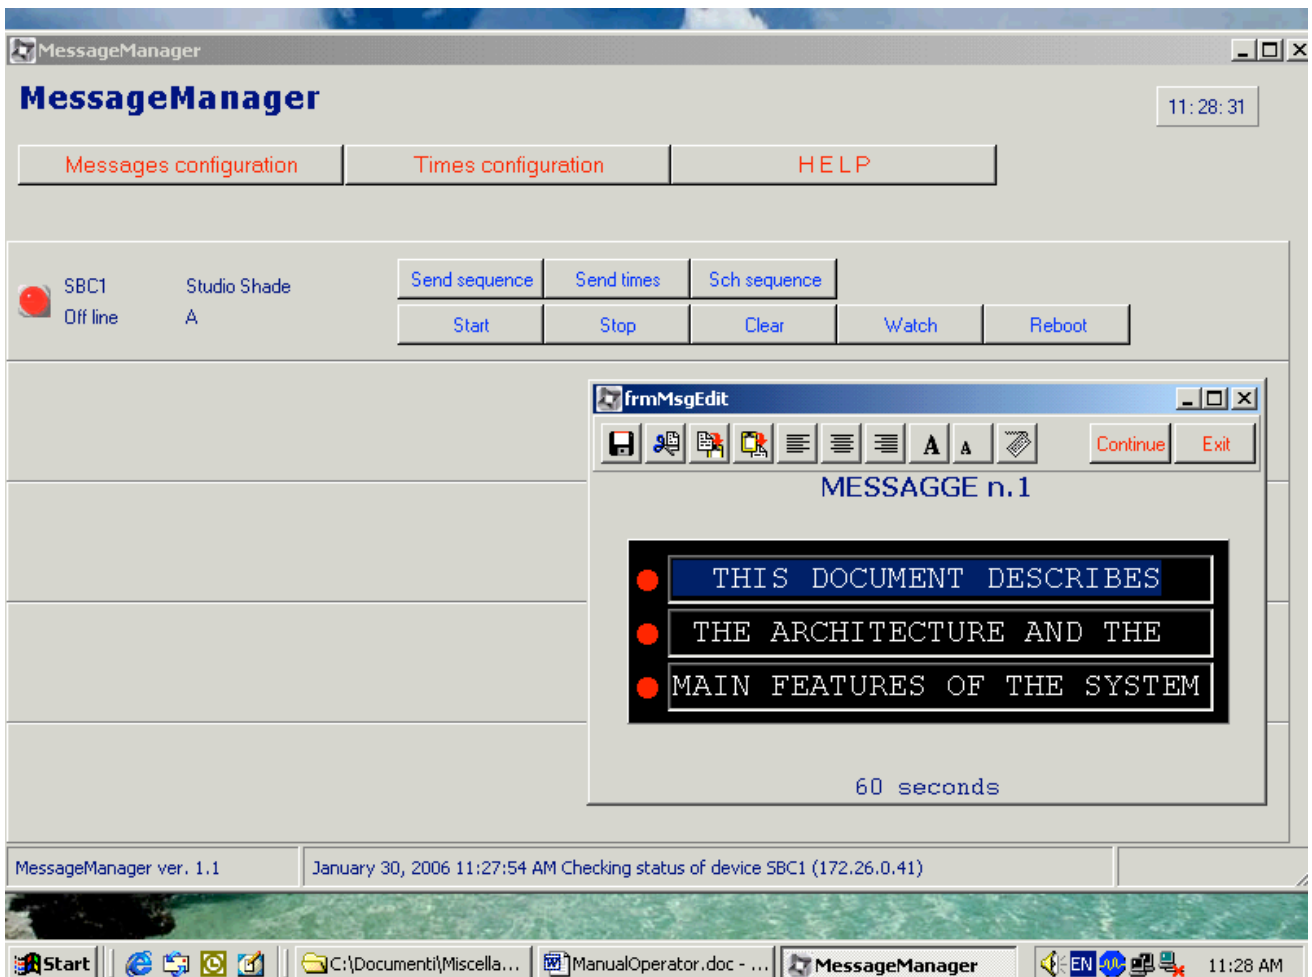 MessageManager
MessageManager
11:28:31
Messages configuration
Times configuration
HELP
SBC1
Studio Shade
Off line
A
Send sequence
Send times
Sch sequence
Start
Stop
Clear
Watch
Reboot
frmMsgEdit
A
A
Continue
Exit
MESSAGGE n.1
THIS DOCUMENT DESCRIBES
THE ARCHITECTURE AND THE
MAIN FEATURES OF THE SYSTEM
60 seconds
MessageManager ver. 1.1
January 30, 2006 11:27:54 AM Checking status of device SBC1 (172.26.0.41)
Start
C:\Documenti\Miscella...
ManualOperator.doc - ...
MessageManager
EN
11:28 AM